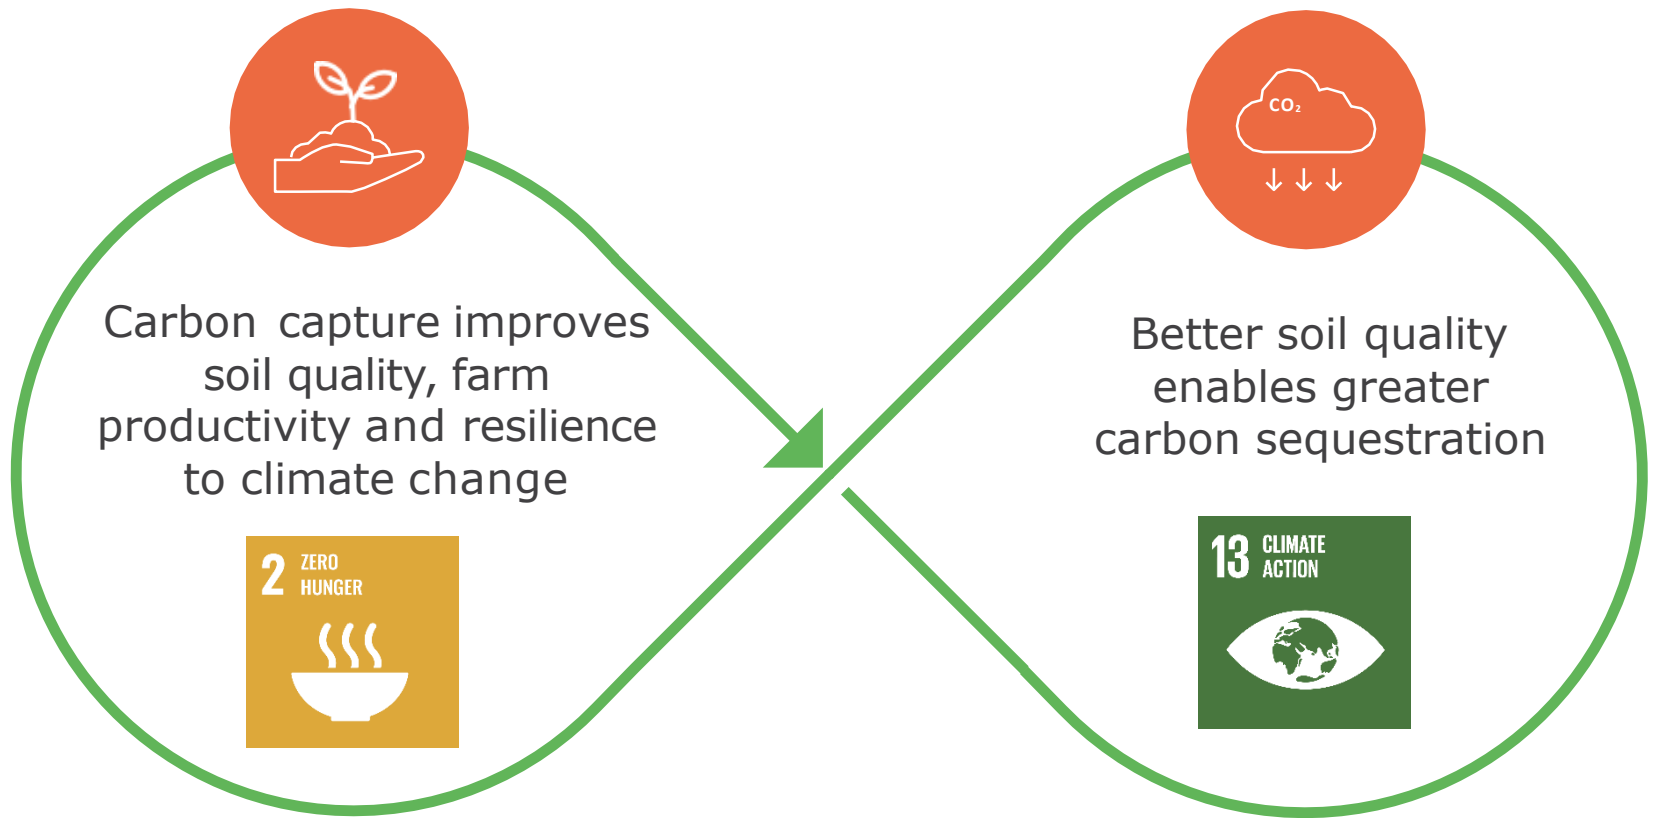 CO₂
Carbon capture improves
soil quality, farm
productivity and resilience
to climate change
2 ZERO
HUNGER
Better soil quality
enables greater
carbon sequestration
13 CLIMATE
ACTION